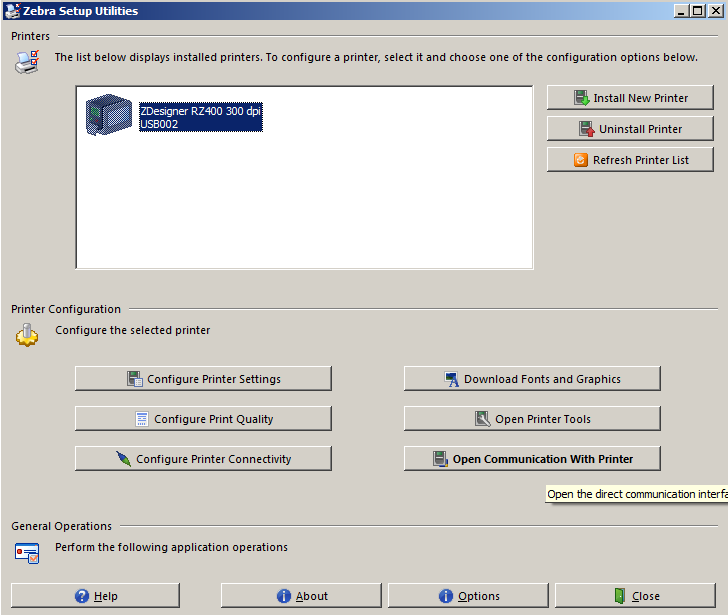 Zebra Setup Utilities
Printers
The list below displays installed printers. To configure a printer, select it and choose one of the configuration options below.
ZDesigner RZ400 300 dpi
USB002
Install New Printer
Uninstall Printer
Refresh Printer List
Printer Configuration
Configure the selected printer
Configure Printer Settings
Download Fonts and Graphics
Configure Print Quality
Open Printer Tools
Configure Printer Connectivity
Open Communication With Printer
Open the direct communication interfa
General Operations
Perform the following application operations
Help
About
Options
Close